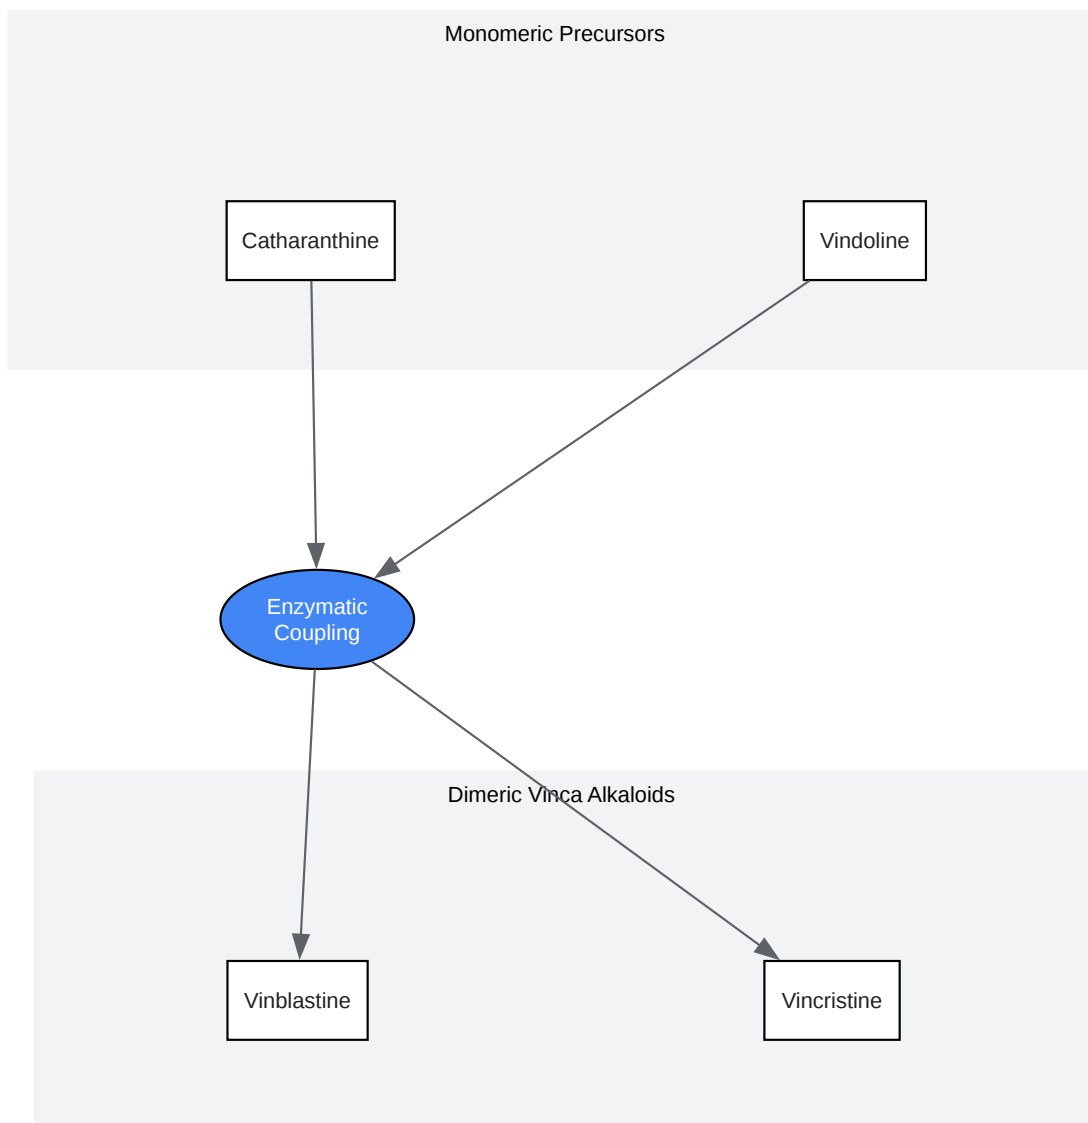 Monomeric Precursors
Catharanthine
Vindoline
Enzymatic
Coupling
Dimeric Vinca Alkaloids
Vinblastine
Vincristine